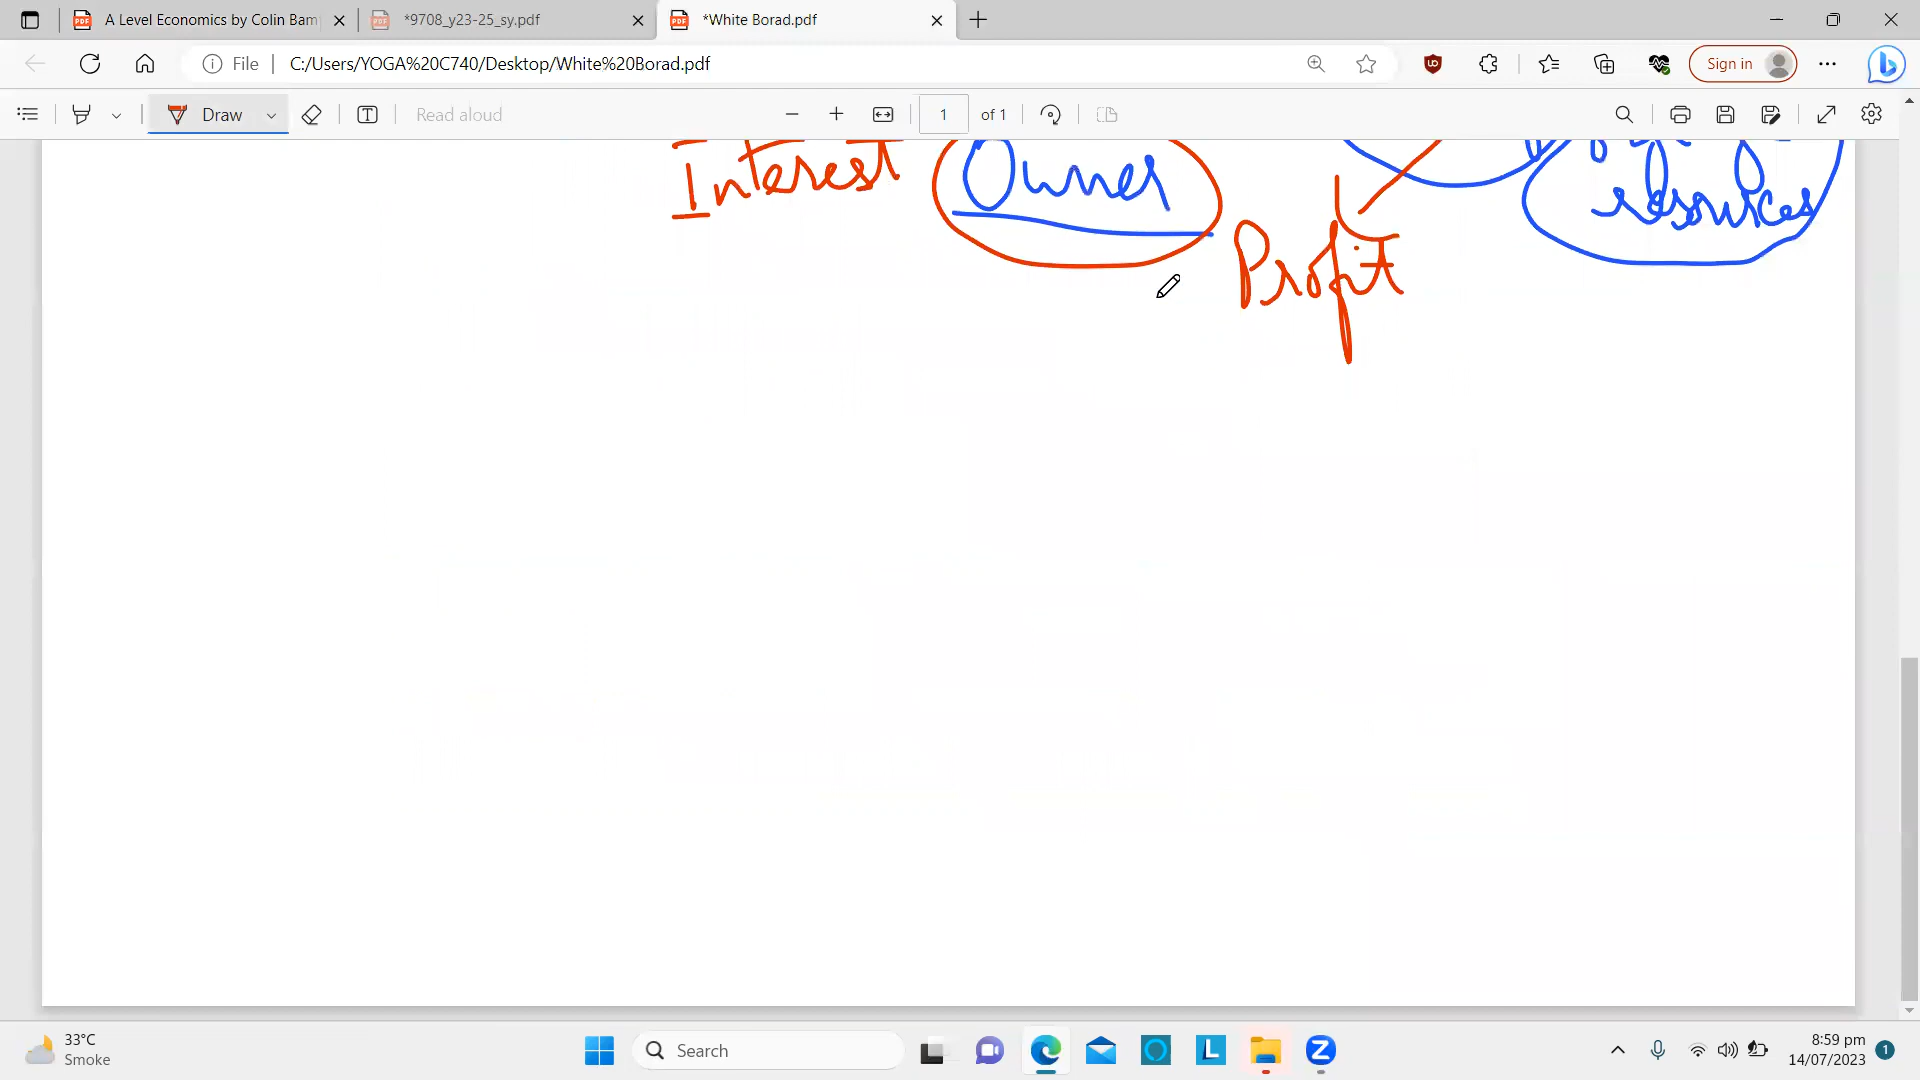 A Level Economics by Colin Bam
*9708_y23-25_sy.pdf
*White Borad.pdf
File
C:/Users/YOGA%20C740/Desktop/White%20Borad.pdf
Sign in
Draw
Read aloud
1
of 1
Interest
Owner
resources
Profit
33°C
Smoke
Search
8:59 pm
14/07/2023
1